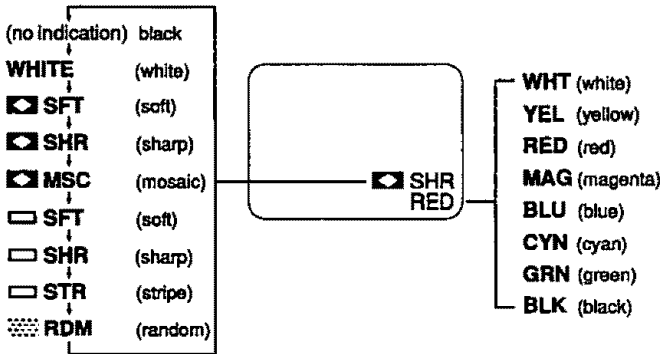 (no indication) black
WHITE (white)
SFT (soft)
SHR (sharp)
MSC (mosaic)
SFT (soft)
SHR (sharp)
STR (stripe)
RDM (random)
SHR
RED
WHT (white)
YEL (yellow)
RED (red)
MAG (magenta)
BLU (blue)
CYN (cyan)
GRN (green)
BLK (black)